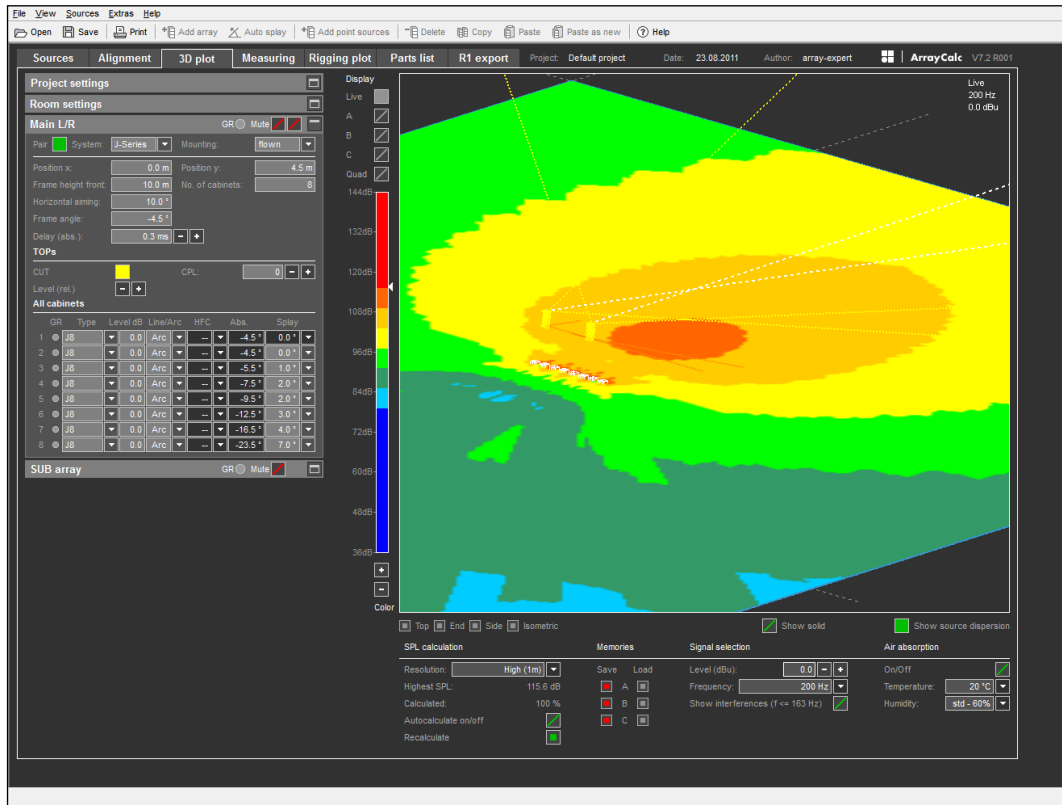 File View Sources Extras Help
Open Save Print Add array Auto splay Add point sources Delete Copy Paste Paste as new Help
Sources Alignment 3D plot Measuring Rigging plot Parts list R1 export Project: Default project Date: 23.08.2011 Author: array-expert ArrayCalc V7.2 R001
Project settings
Room settings
Main L/R GR Mute
Pair System: J-Series Mounting: flown
Position x: 0.0 m Position y: 4.5 m
Frame height front: 10.0 m No. of cabinets: 8
Horizontal aiming: 10.0 °
Frame angle: -4.5 °
Delay (abs.): 0.3 ms - +
TOPs
CUT CPL: 0 - +
Level (rel.) - +
All cabinets
GR Type Level dB Line/Arc HFC Abs. Splay
1 J8 0.0 Arc -- -4.5 ° 0.0 °
2 J8 0.0 Arc -- -4.5 ° 0.0 °
3 J8 0.0 Arc -- -5.5 ° 1.0 °
4 J8 0.0 Arc -- -7.5 ° 2.0 °
5 J8 0.0 Arc -- -9.5 ° 2.0 °
6 J8 0.0 Arc -- -12.5 ° 3.0 °
7 J8 0.0 Arc -- -16.5 ° 4.0 °
8 J8 0.0 Arc -- -23.5 ° 7.0 °
SUB array GR Mute
Display
Live
A
B
C
Quad
144dB
132dB
120dB
108dB
96dB
84dB
72dB
60dB
48dB
36dB
+
-
Color
Live
200 Hz
0.0 dBu
Top End Side Isometric Show solid Show source dispersion
SPL calculation Memories Signal selection Air absorption
Resolution: High (1m) Save Load Level (dBu): 0.0 - + On/Off
Highest SPL: 115.6 dB A Frequency: 200 Hz Temperature: 20 °C
Calculated: 100 % B Show interferences (f <= 163 Hz) Humidity: std - 60%
Autocalculate on/off C
Recalculate